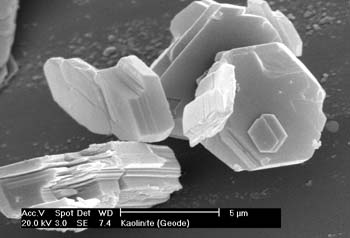 Acc.V Spot Det WD 5 µm
20.0 kV 3.0 SE 7.4 Kaolinite (Geode)